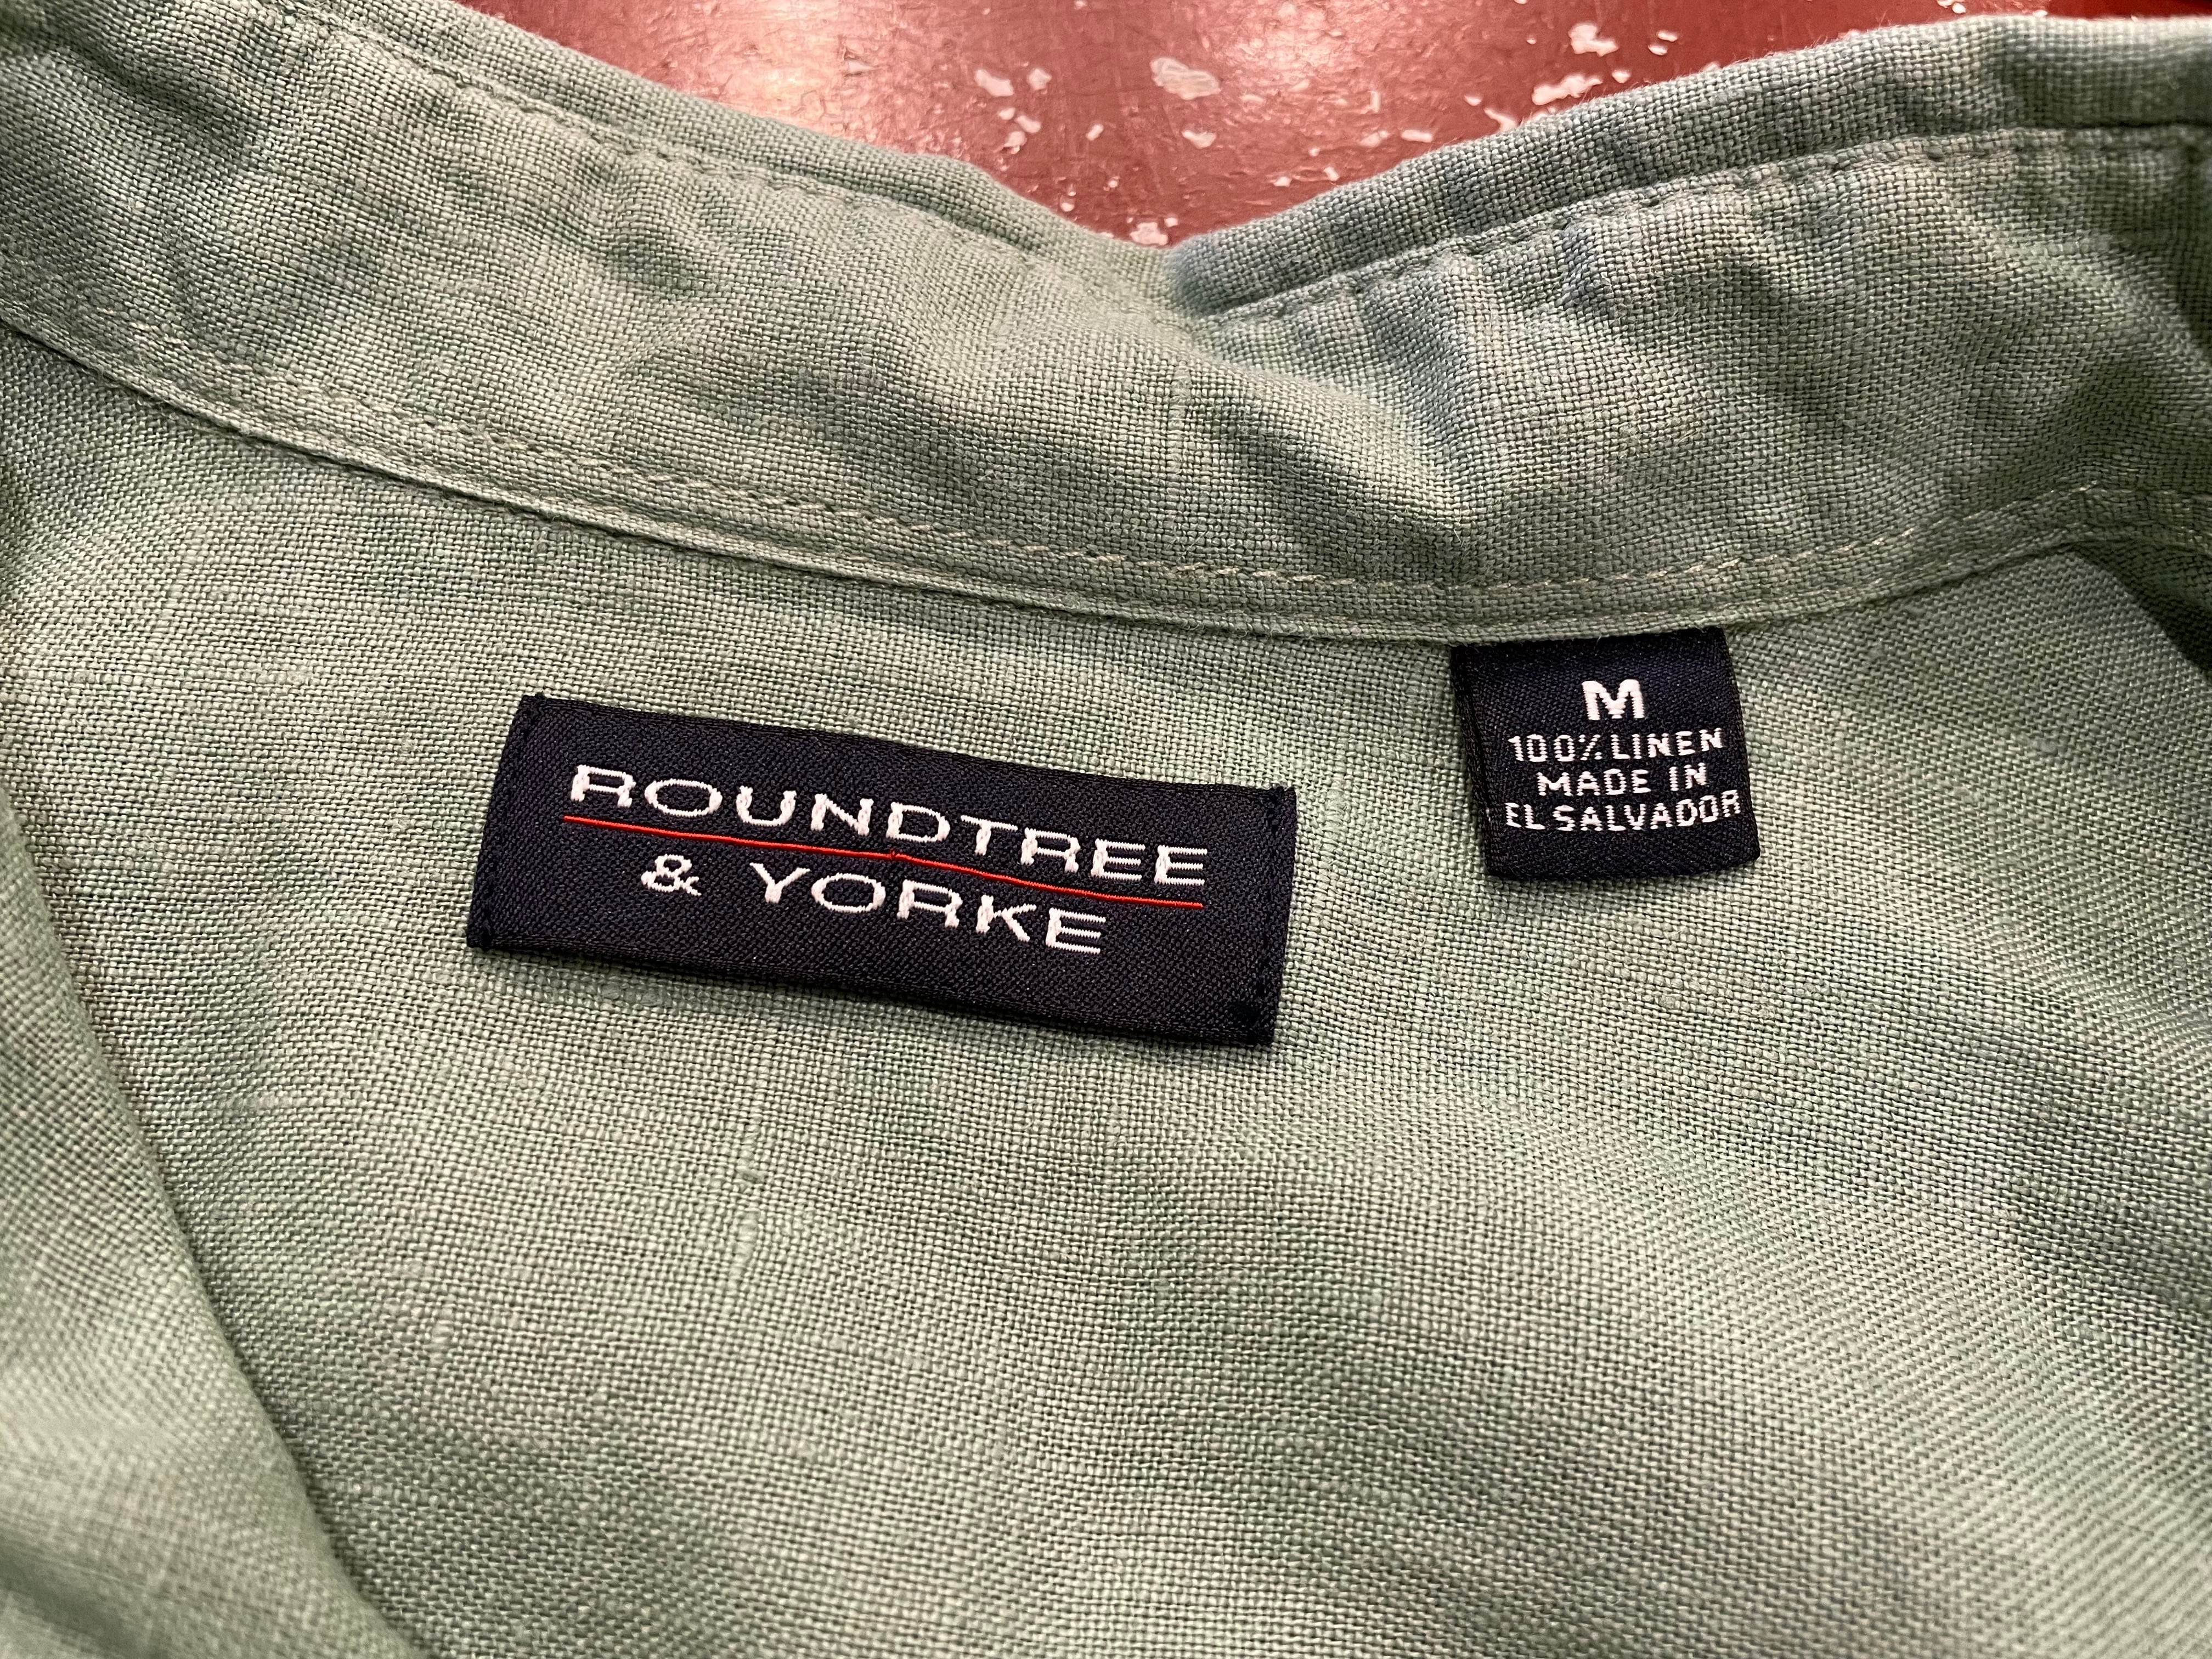 ROUNDTREE
& YORKE
M
100% LINEN
MADE IN
EL SALVADOR